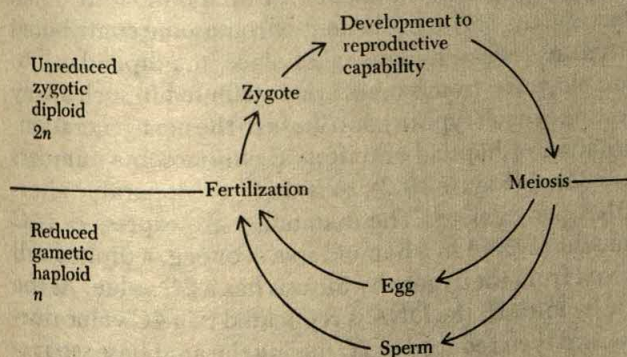 Development to
reproductive
capability
Unreduced
zygotic
diploid
2n
Zygote
Fertilization
Meiosis
Reduced
gametic
haploid
n
Egg
Sperm